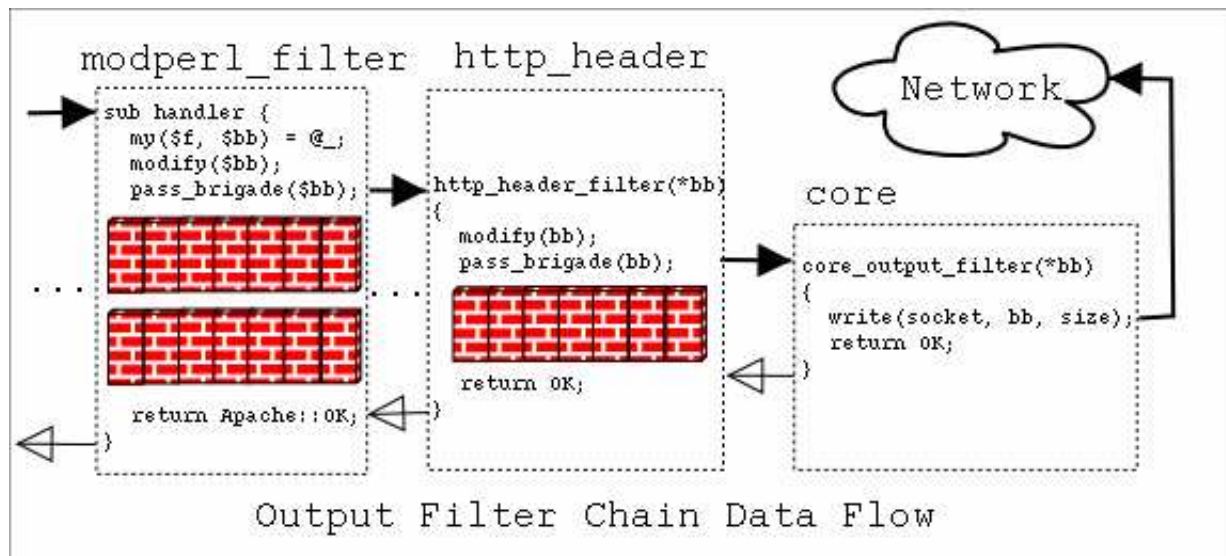 modperl_filter
sub handler {
my($f, $bb) = @_;
modify($bb);
pass_brigade($bb);
...
return Apache::OK;
}
http_header
http_header_filter(*bb)
{
modify(bb);
pass_brigade(bb);
...
return OK;
}
Network
core
core_output_filter(*bb)
{
write(socket, bb, size);
return OK;
}
Output Filter Chain Data Flow